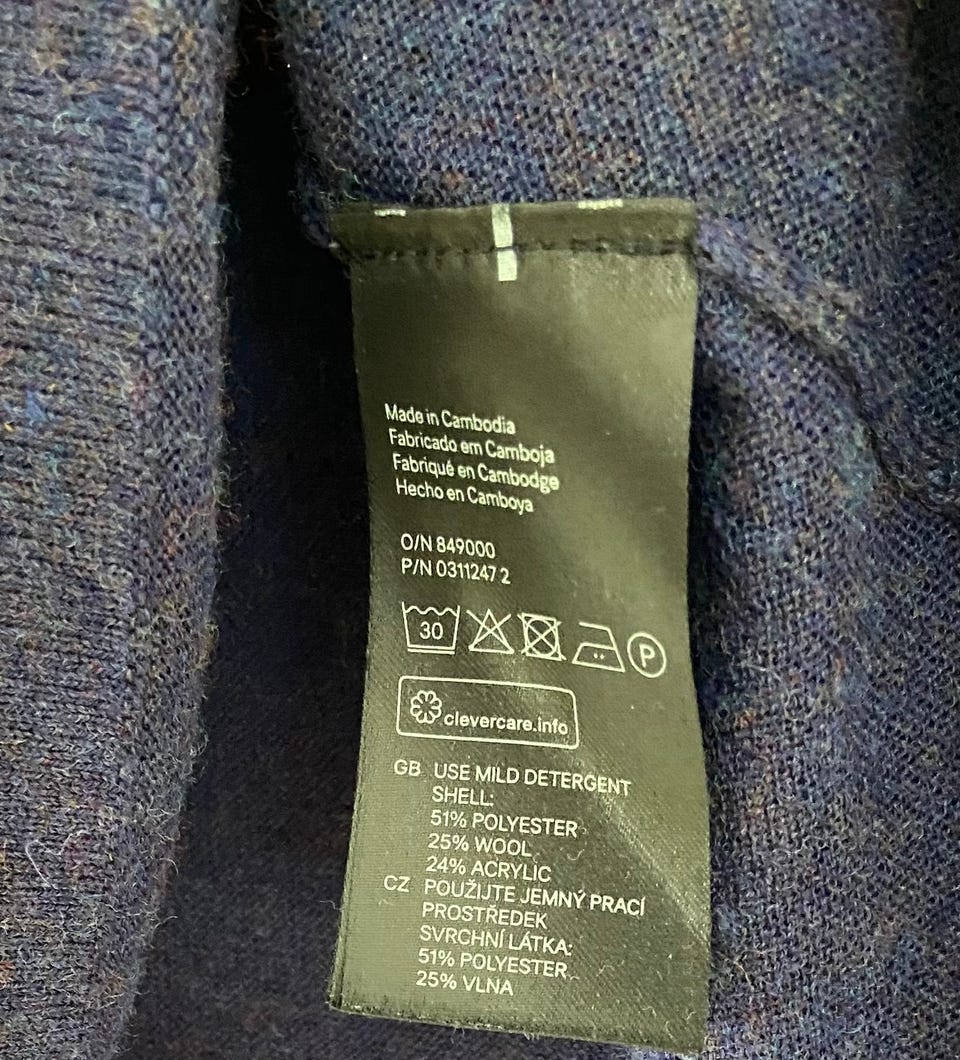 Made in Cambodia
Fabricado em Camboja
Fabriqué en Cambodge
Hecho en Camboya
O/N 849000
P/N 0311247 2
30 P
clevercare.info
GB USE MILD DETERGENT
SHELL:
51% POLYESTER
25% WOOL
24% ACRYLIC
CZ POUŽIJTE JEMNÝ PRACÍ
PROSTŘEDEK
SVRCHNÍ LÁTKA:
51% POLYESTER
25% VLNA